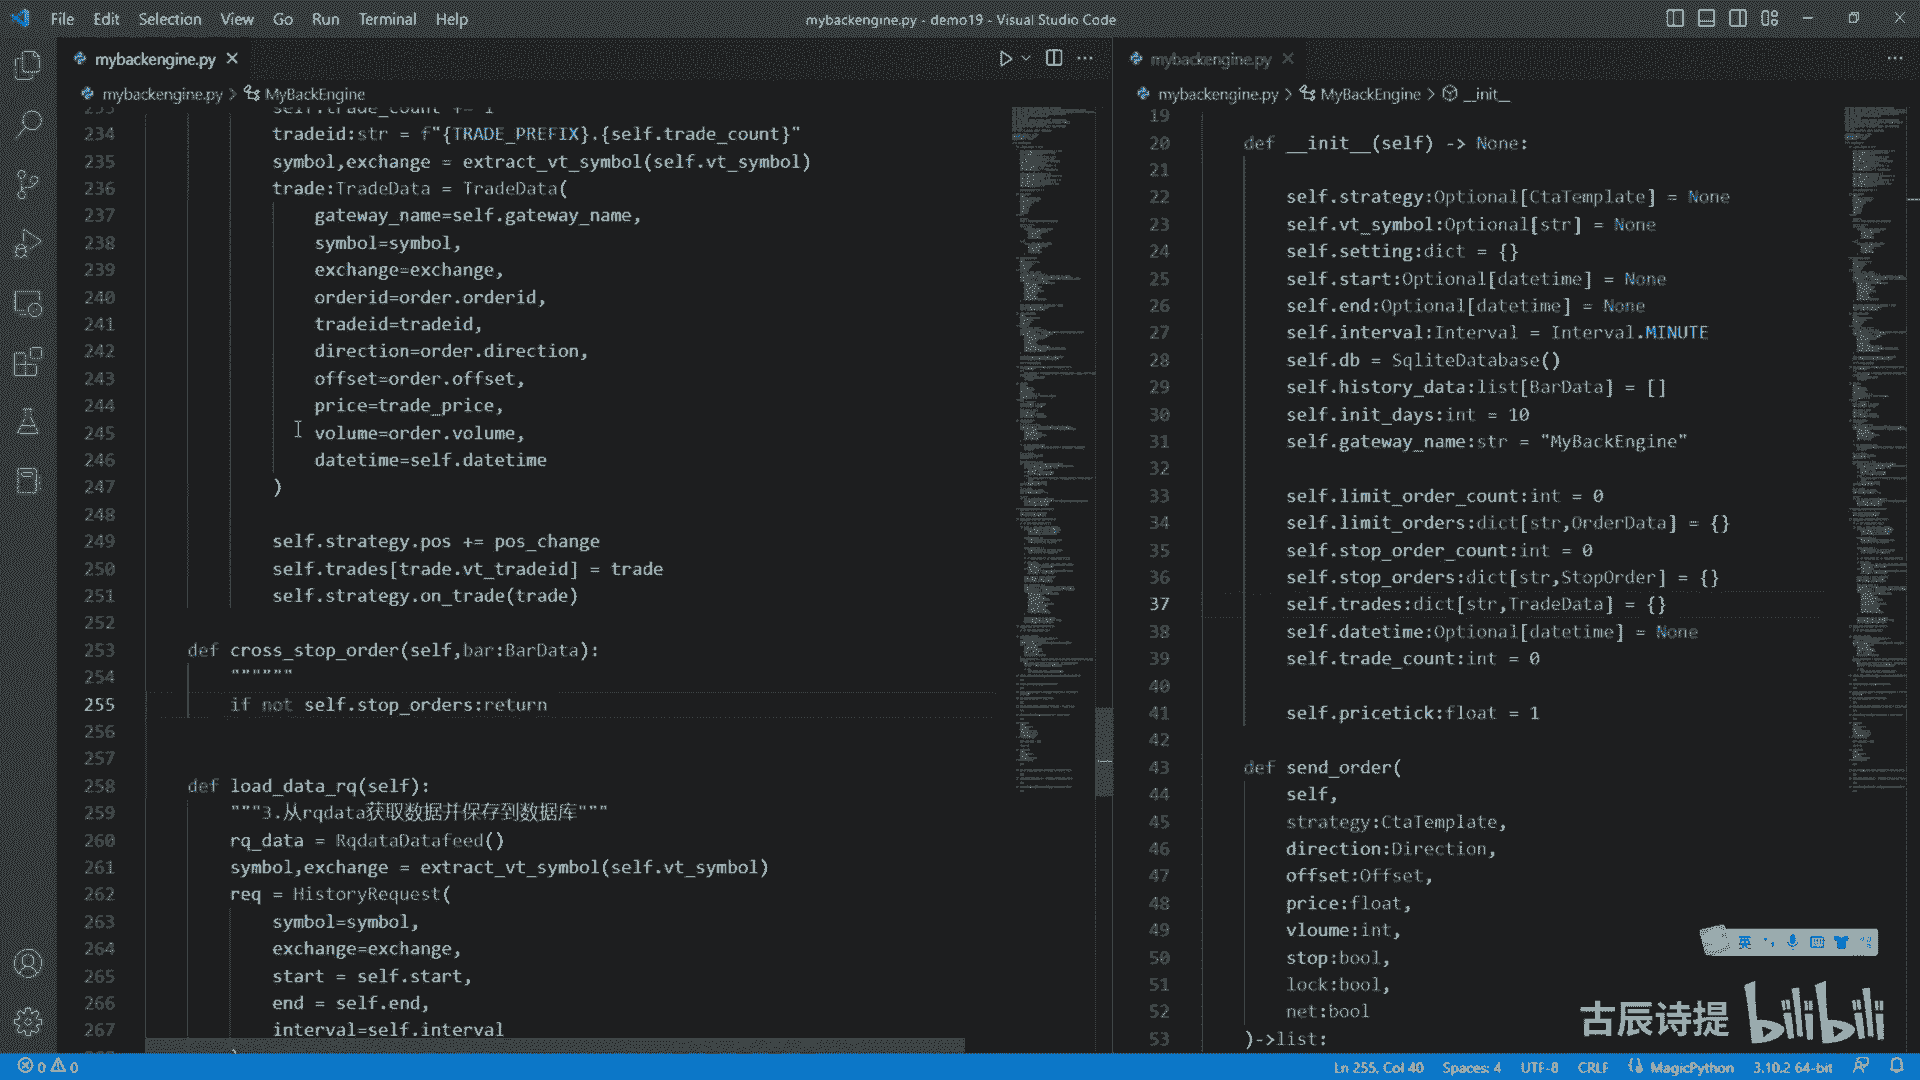 File Edit Selection View Go Run Terminal Help
mybackengine.py - demo19 - Visual Studio Code
mybackengine.py
mybackengine.py > MyBackEngine
233 self.trade_count += 1
234 tradeid:str = f"{TRADE_PREFIX}.{self.trade_count}"
235 symbol,exchange = extract_vt_symbol(self.vt_symbol)
236 trade:TradeData = TradeData(
237 gateway_name=self.gateway_name,
238 symbol=symbol,
239 exchange=exchange,
240 orderid=order.orderid,
241 tradeid=tradeid,
242 direction=order.direction,
243 offset=order.offset,
244 price=trade_price,
245 volume=order.volume,
246 datetime=self.datetime
247 )
248
249 self.strategy.pos += pos_change
250 self.trades[trade.vt_tradeid] = trade
251 self.strategy.on_trade(trade)
252
253 def cross_stop_order(self,bar:BarData):
254 """"""
255 if not self.stop_orders:return
256
257
258 def load_data_rq(self):
259 """3.从rqdata获取数据并保存到数据库"""
260 rq_data = RqdataDatafeed()
261 symbol,exchange = extract_vt_symbol(self.vt_symbol)
262 req = HistoryRequest(
263 symbol=symbol,
264 exchange=exchange,
265 start = self.start,
266 end = self.end,
267 interval=self.interval
mybackengine.py
mybackengine.py > MyBackEngine > __init__
19
20 def __init__(self) -> None:
21
22 self.strategy:Optional[CtaTemplate] = None
23 self.vt_symbol:Optional[str] = None
24 self.setting:dict = {}
25 self.start:Optional[datetime] = None
26 self.end:Optional[datetime] = None
27 self.interval:Interval = Interval.MINUTE
28 self.db = SqliteDatabase()
29 self.history_data:list[BarData] = []
30 self.init_days:int = 10
31 self.gateway_name:str = "MyBackEngine"
32
33 self.limit_order_count:int = 0
34 self.limit_orders:dict[str,OrderData] = {}
35 self.stop_order_count:int = 0
36 self.stop_orders:dict[str,StopOrder] = {}
37 self.trades:dict[str,TradeData] = {}
38 self.datetime:Optional[datetime] = None
39 self.trade_count:int = 0
40
41 self.pricetick:float = 1
42
43 def send_order(
44 self,
45 strategy:CtaTemplate,
46 direction:Direction,
47 offset:Offset,
48 price:float,
49 vloume:int,
50 stop:bool,
51 lock:bool,
52 net:bool
53 )->list:
英
古辰诗提 bilibili
0 0
Ln 255, Col 40 Spaces: 4 UTF-8 CRLF MagicPython 3.10.2 64-bit